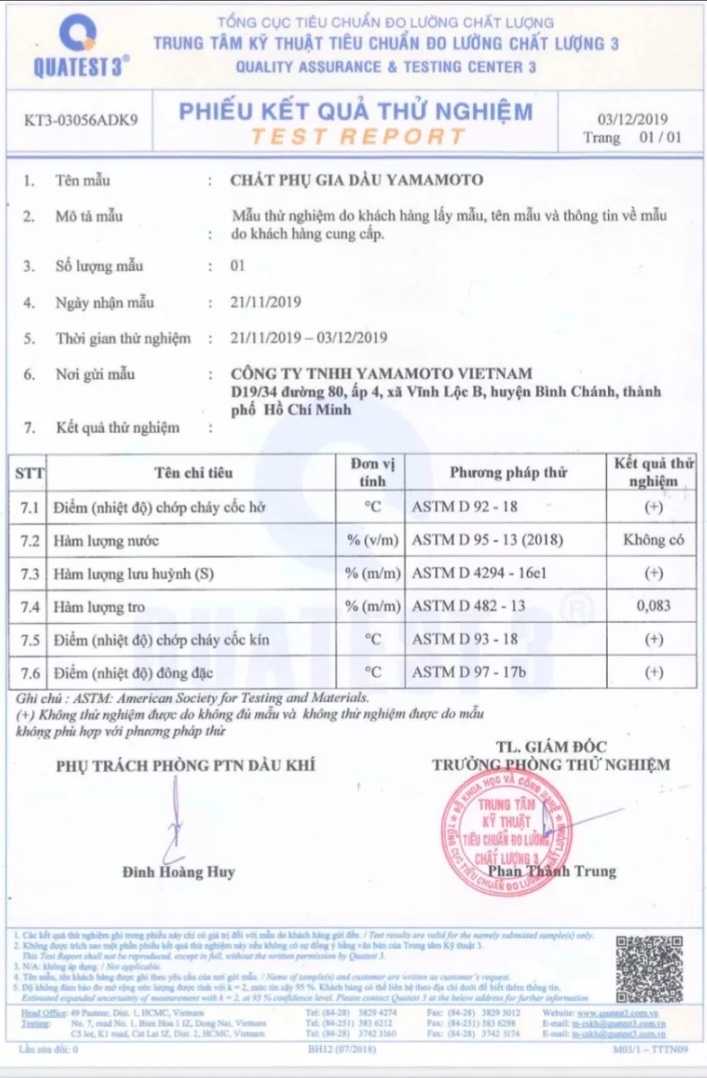 TỔNG CỤC TIÊU CHUẨN ĐO LƯỜNG CHẤT LƯỢNG
TRUNG TÂM KỸ THUẬT TIÊU CHUẨN ĐO LƯỜNG CHẤT LƯỢNG 3
QUALITY ASSURANCE & TESTING CENTER 3
QUATEST 3®
KT3-03056ADK9
PHIẾU KẾT QUẢ THỬ NGHIỆM
TEST REPORT
03/12/2019
Trang 01 / 01
1. Tên mẫu : CHẤT PHỤ GIA DẦU YAMAMOTO
2. Mô tả mẫu : Mẫu thử nghiệm do khách hàng lấy mẫu, tên mẫu và thông tin về mẫu
do khách hàng cung cấp.
3. Số lượng mẫu : 01
4. Ngày nhận mẫu : 21/11/2019
5. Thời gian thử nghiệm : 21/11/2019 – 03/12/2019
6. Nơi gửi mẫu : CÔNG TY TNHH YAMAMOTO VIETNAM
D19/34 đường 80, ấp 4, xã Vĩnh Lộc B, huyện Bình Chánh, thành
phố Hồ Chí Minh
7. Kết quả thử nghiệm :
STT Tên chỉ tiêu Đơn vị tính Phương pháp thử Kết quả thử nghiệm
7.1 Điểm (nhiệt độ) chớp cháy cốc hở °C ASTM D 92 - 18 (+)
7.2 Hàm lượng nước % (v/m) ASTM D 95 - 13 (2018) Không có
7.3 Hàm lượng lưu huỳnh (S) % (m/m) ASTM D 4294 - 16e1 (+)
7.4 Hàm lượng tro % (m/m) ASTM D 482 - 13 0,083
7.5 Điểm (nhiệt độ) chớp cháy cốc kín °C ASTM D 93 - 18 (+)
7.6 Điểm (nhiệt độ) đông đặc °C ASTM D 97 - 17b (+)
QUATEST 3®
Ghi chú : ASTM: American Society for Testing and Materials.
(+) Không thử nghiệm được do không đủ mẫu và không thử nghiệm được do mẫu
không phù hợp với phương pháp thử
PHỤ TRÁCH PHÒNG PTN DẦU KHÍ
TL. GIÁM ĐỐC
TRƯỞNG PHÒNG THỬ NGHIỆM
BỘ KHOA HỌC VÀ CÔNG NGHỆ
TRUNG TÂM
KỸ THUẬT
TIÊU CHUẨN ĐO LƯỜNG
CHẤT LƯỢNG 3
TỔNG CỤC TIÊU CHUẨN ĐO LƯỜNG
Đinh Hoàng Huy
Phan Thành Trung
1. Các kết quả thử nghiệm ghi trong phiếu này chỉ có giá trị đối với mẫu do khách hàng gửi đến. / Test results are valid for the namely submitted sample(s) only.
2. Không được trích sao một phần phiếu kết quả thử nghiệm này nếu không có sự đồng ý bằng văn bản của Trung tâm Kỹ thuật 3.
This Test Report shall not be reproduced, except in full, without the written permission by Quatest 3.
3. N/A: không áp dụng. / Not applicable.
4. Tên mẫu, tên khách hàng được ghi theo yêu cầu của nơi gửi mẫu. / Name of sample(s) and customer are written as customer's request.
5. Độ không đảm bảo đo mở rộng ước lượng được tính với k = 2, mức tin cậy 95 %. Khách hàng có thể liên hệ theo địa chỉ dưới để biết thêm thông tin.
Estimated expanded uncertainty of measurement with k = 2, at 95 % confidence level. Please contact Quatest 3 at the below address for further information
Head Office: 49 Pasteur, Dist. 1, HCMC, Vietnam Tel: (84-28) 3829 4274 Fax: (84-28) 3829 3012 Website: www.quatest3.com.vn
Testing: No. 7, road No. 1, Bien Hoa 1 IZ, Dong Nai, Vietnam Tel: (84-251) 383 6212 Fax: (84-251) 383 6298 E-mail:
C5 lot, K1 road, Cat Lai IZ, Dist. 2, HCMC, Vietnam Tel: (84-28) 3742 3160 Fax: (84-28) 3742 3174 E-mail:
Lần sửa đổi: 0 BH12 (07/2018) M03/1 – TTTN09